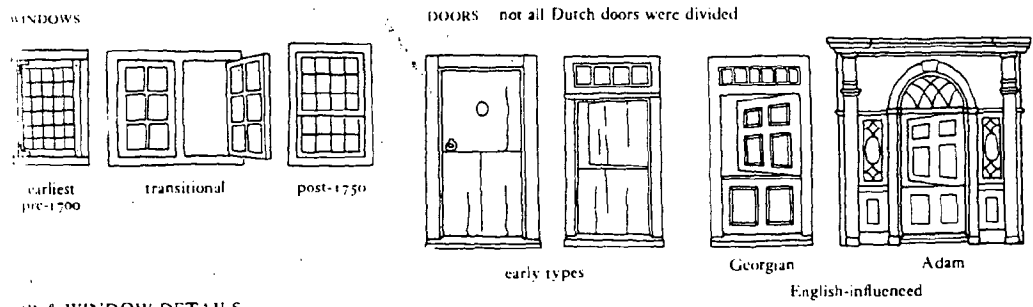 WINDOWS
DOORS not all Dutch doors were divided
earliest
pre-1700
transitional
post-1750
early types
Georgian
Adam
English-influenced
& WINDOW DETAILS